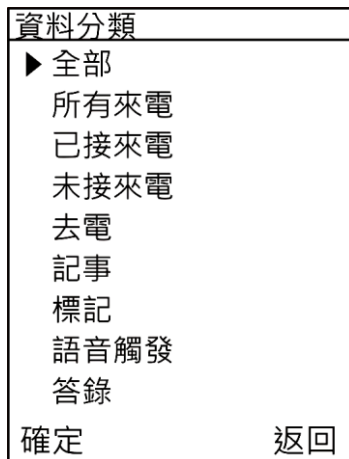 資料分類
▶全部
所有來電
已接來電
未接來電
去電
記事
標記
語音觸發
答錄
確定 返回